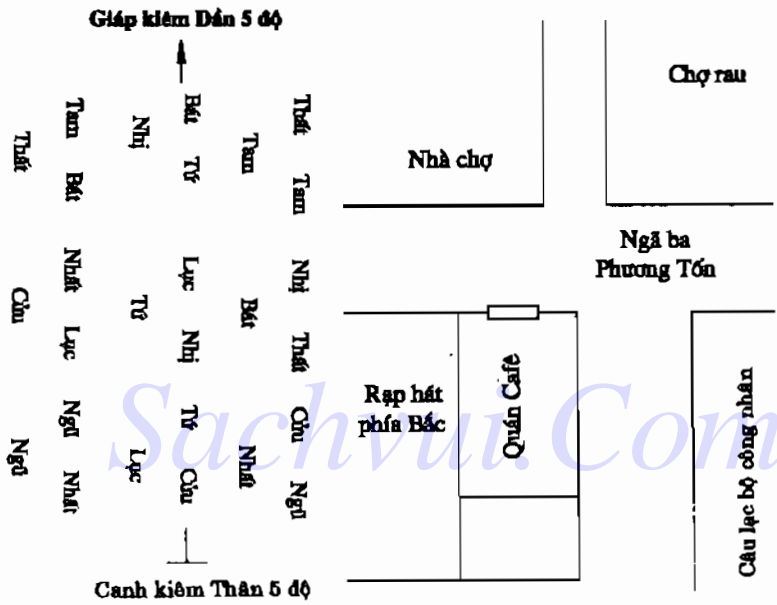 Giáp kiêm Dần 5 độ
Thất Tam Nhị Thất Cửu Ngũ
Tam Bát Nhất
Bát Tứ Lục Nhị Tứ Cửu
Nhị Tứ Lục
Tam Bát Nhất Lục Ngũ Nhất
Thất Cửu Ngũ
Canh kiêm Thân 5 độ
Nhà chợ
Chợ rau
Ngã ba
Phương Tốn
Rạp hát
phía Bắc
Quán Café
Câu lạc bộ công nhân
Sachvui.Com